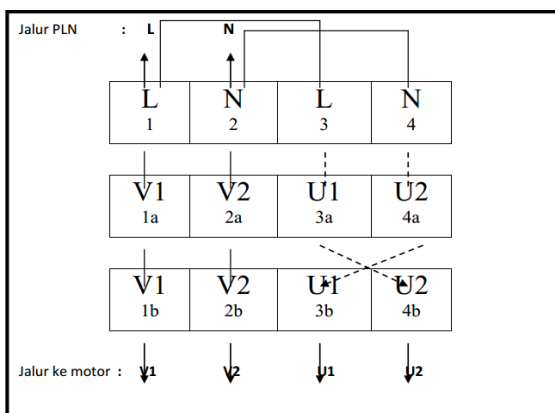 Jalur PLN : L N
L N L N
1 2 3 4
V1 V2 U1 U2
1a 2a 3a 4a
V1 V2 U1 U2
1b 2b 3b 4b
Jalur ke motor : V1 V2 U1 U2